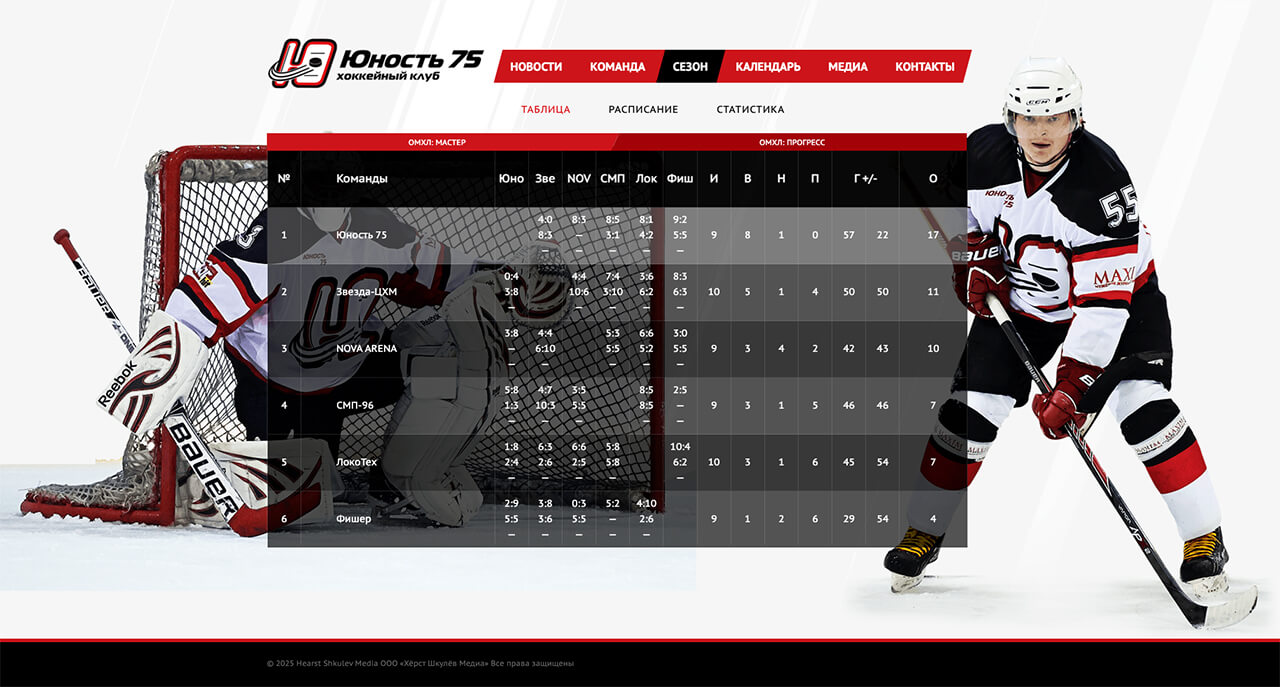 Юность 75
хоккейный клуб
НОВОСТИ КОМАНДА СЕЗОН КАЛЕНДАРЬ МЕДИА КОНТАКТЫ
ТАБЛИЦА РАСПИСАНИЕ СТАТИСТИКА
ОМХЛ: МАСТЕР ОМХЛ: ПРОГРЕСС
№ Команды Юно Зве NOV СМП Лок Фиш И В Н П Г +/- О
4:0 8:3 8:5 8:1 9:2
1 Юность 75 8:3 — 3:1 4:2 5:5 9 8 1 0 57 22 17
— — — — —
0:4 4:4 7:4 3:6 8:3
2 Звезда-ЦХМ 3:8 10:6 3:10 6:2 6:3 10 5 1 4 50 50 11
— — — — —
3:8 4:4 5:3 6:6 3:0
3 NOVA ARENA — 6:10 5:5 5:2 5:5 9 3 4 2 42 43 10
— — — — —
5:8 4:7 3:5 8:5 2:5
4 СМП-96 1:3 10:3 5:5 8:5 — 9 3 1 5 46 46 7
— — — — —
1:8 6:3 6:6 5:8 10:4
5 ЛокоТех 2:4 2:6 2:5 5:8 6:2 10 3 1 6 45 54 7
— — — — —
2:9 3:8 0:3 5:2 4:10
6 Фишер 5:5 3:6 5:5 — 2:6 9 1 2 6 29 54 4
— — — — —
CCM
ЮНОСТЬ
75
55
BAUER
MAXIM
BAUER
Reebok
BAUER
MAXIM
© 2025 Hearst Shkulev Media ООО «Хёрст Шкулёв Медиа» Все права защищены